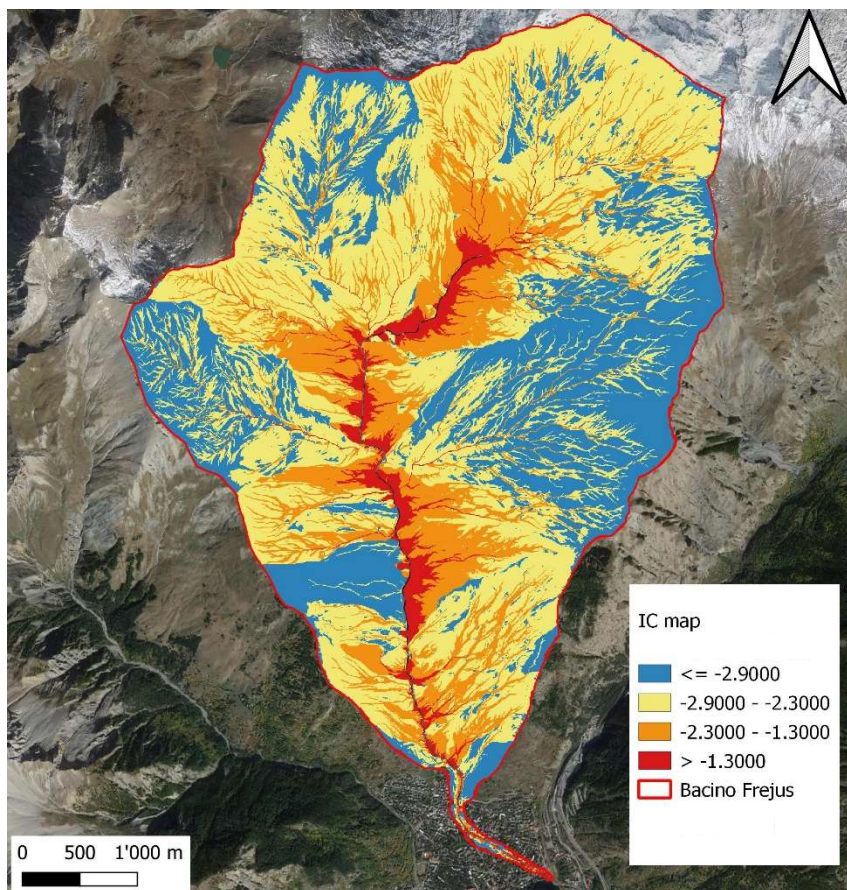 IC map
<= -2.9000
-2.9000 - -2.3000
-2.3000 - -1.3000
> -1.3000
Bacino Frejus
0 500 1'000 m